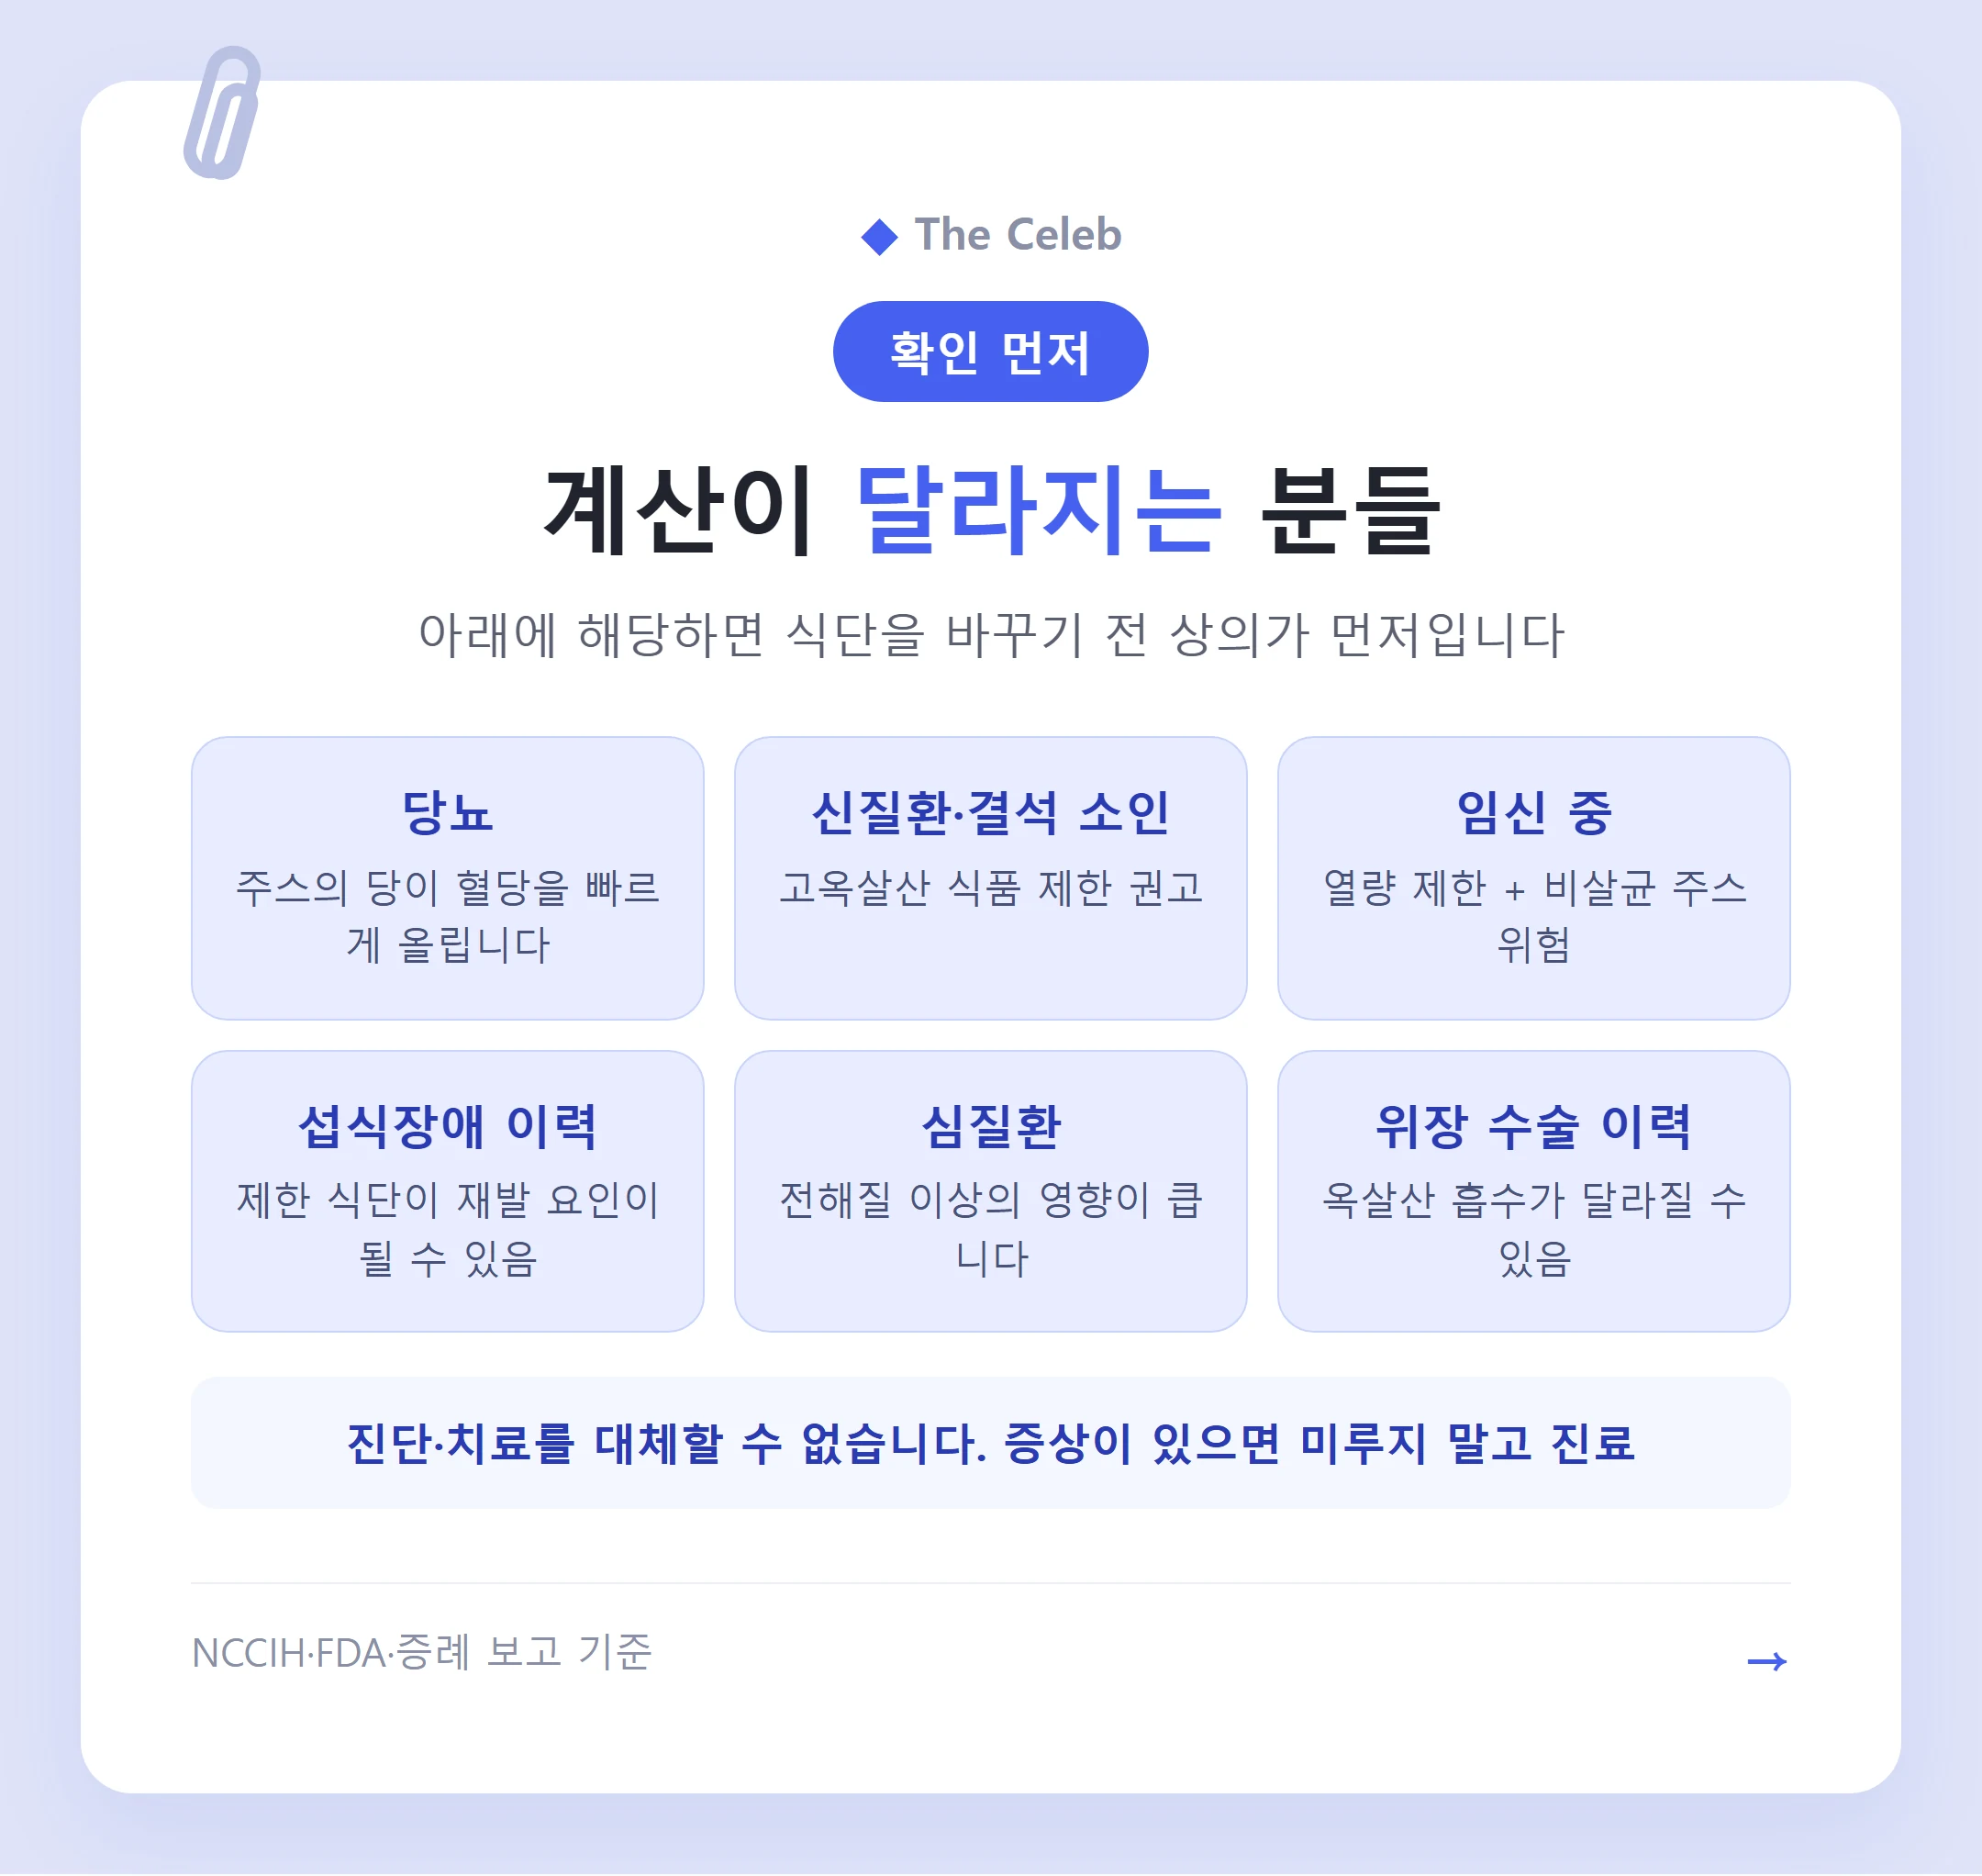 ◆ The Celeb
확인 먼저
계산이 달라지는 분들
아래에 해당하면 식단을 바꾸기 전 상의가 먼저입니다
당뇨
주스의 당이 혈당을 빠르
게 올립니다
신질환·결석 소인
고옥살산 식품 제한 권고
임신 중
열량 제한 + 비살균 주스
위험
섭식장애 이력
제한 식단이 재발 요인이
될 수 있음
심질환
전해질 이상의 영향이 큽
니다
위장 수술 이력
옥살산 흡수가 달라질 수
있음
진단·치료를 대체할 수 없습니다. 증상이 있으면 미루지 말고 진료
NCCIH·FDA·증례 보고 기준
→